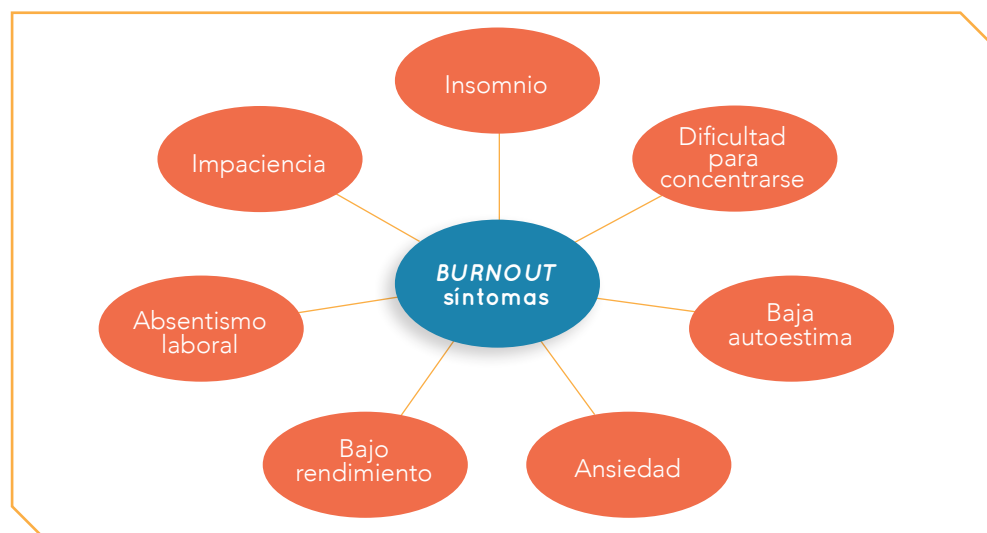 Insomnio
Dificultad
para
concentrarse
Impaciencia
BURNOUT
síntomas
Absentismo
laboral
Baja
autoestima
Bajo
rendimiento
Ansiedad